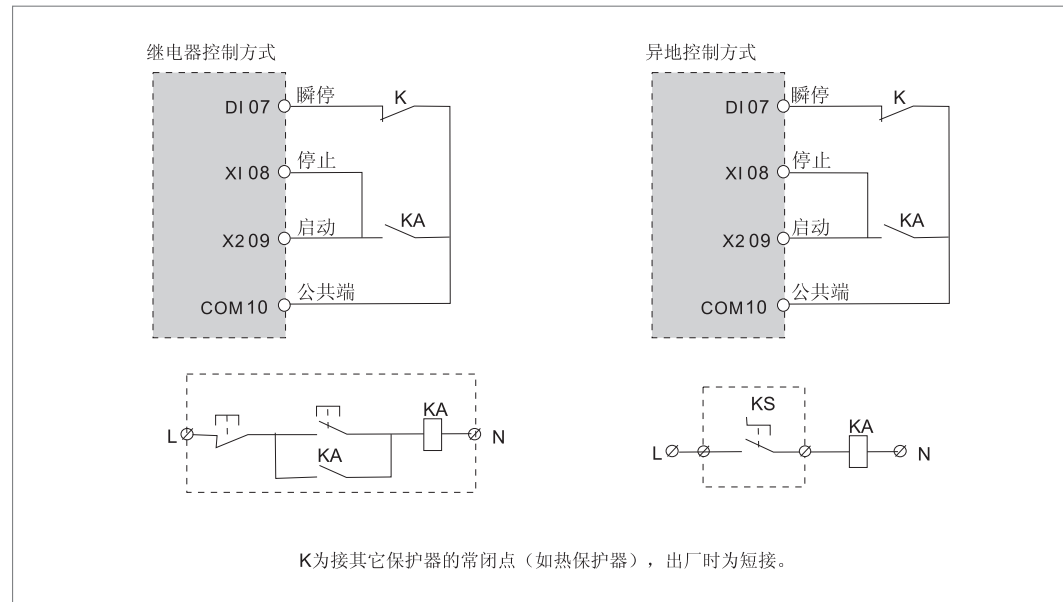 继电器控制方式
DI 07
瞬停
K
XI 08
停止
X2 09
启动
KA
COM 10
公共端
L
KA
KA
N
异地控制方式
DI 07
瞬停
K
XI 08
停止
X2 09
启动
KA
COM 10
公共端
KS
L
KA
N
K为接其它保护器的常闭点（如热保护器），出厂时为短接。